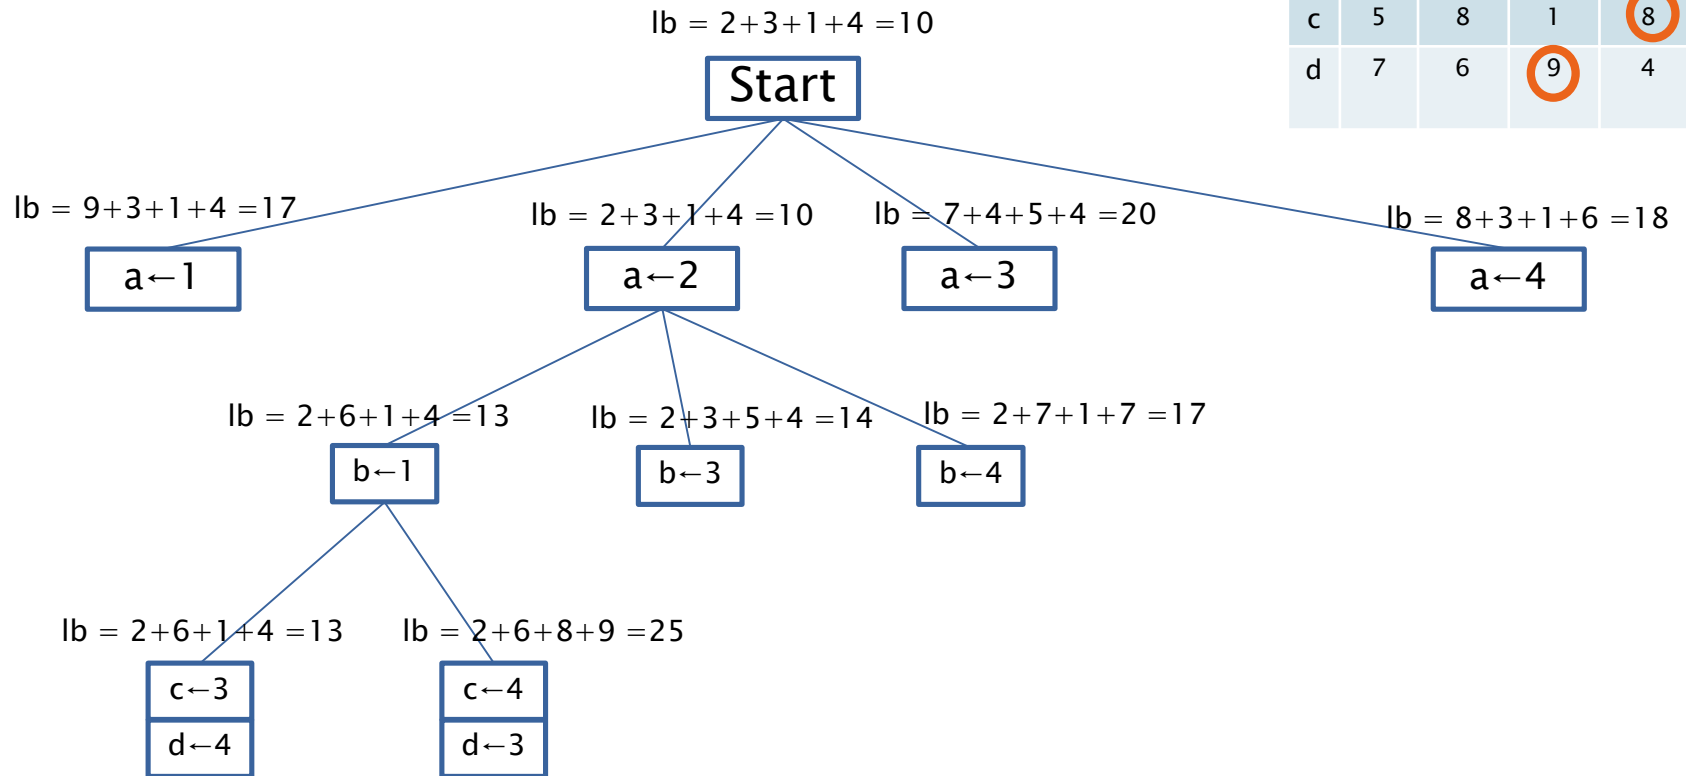 lb = 2+3+1+4 =10
c 5 8 1 8
d 7 6 9 4
Start
lb = 9+3+1+4 =17
lb = 2+3+1+4 =10
lb = 7+4+5+4 =20
lb = 8+3+1+6 =18
a←1
a←2
a←3
a←4
lb = 2+6+1+4 =13
lb = 2+3+5+4 =14
lb = 2+7+1+7 =17
b←1
b←3
b←4
lb = 2+6+1+4 =13
lb = 2+6+8+9 =25
c←3
c←4
d←4
d←3